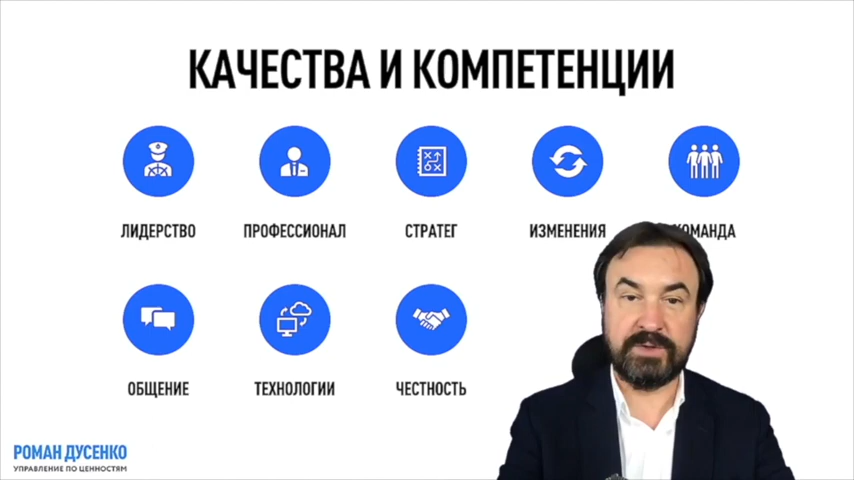 КАЧЕСТВА И КОМПЕТЕНЦИИ
ЛИДЕРСТВО ПРОФЕССИОНАЛ СТРАТЕГ ИЗМЕНЕНИЯ КОМАНДА
ОБЩЕНИЕ ТЕХНОЛОГИИ ЧЕСТНОСТЬ
РОМАН ДУСЕНКО
УПРАВЛЕНИЕ ПО ЦЕННОСТЯМ